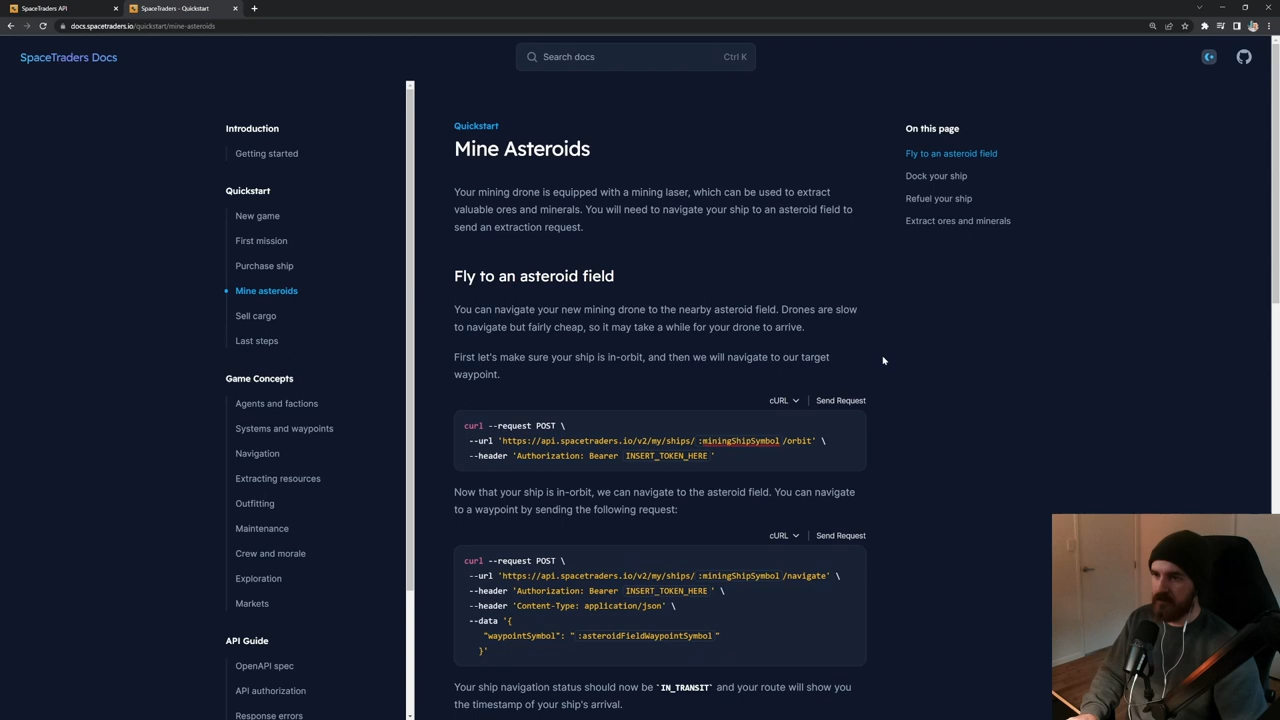 SpaceTraders API
SpaceTraders - Quickstart
docs.spacetraders.io/quickstart/mine-asteroids
SpaceTraders Docs
Search docs
Ctrl K
Introduction
Getting started
Quickstart
New game
First mission
Purchase ship
Mine asteroids
Sell cargo
Last steps
Game Concepts
Agents and factions
Systems and waypoints
Navigation
Extracting resources
Outfitting
Maintenance
Crew and morale
Exploration
Markets
API Guide
OpenAPI spec
API authorization
Response errors
Quickstart
Mine Asteroids
Your mining drone is equipped with a mining laser, which can be used to extract
valuable ores and minerals. You will need to navigate your ship to an asteroid field to
send an extraction request.
Fly to an asteroid field
You can navigate your new mining drone to the nearby asteroid field. Drones are slow
to navigate but fairly cheap, so it may take a while for your drone to arrive.
First let's make sure your ship is in-orbit, and then we will navigate to our target
waypoint.
cURL
Send Request
curl --request POST \
--url 'https://api.spacetraders.io/v2/my/ships/ :miningShipSymbol /orbit' \
--header 'Authorization: Bearer INSERT_TOKEN_HERE '
Now that your ship is in-orbit, we can navigate to the asteroid field. You can navigate
to a waypoint by sending the following request:
cURL
Send Request
curl --request POST \
--url 'https://api.spacetraders.io/v2/my/ships/ :miningShipSymbol /navigate' \
--header 'Authorization: Bearer INSERT_TOKEN_HERE ' \
--header 'Content-Type: application/json' \
--data '{
"waypointSymbol": " :asteroidFieldWaypointSymbol "
}'
Your ship navigation status should now be `IN_TRANSIT` and your route will show you
the timestamp of your ship's arrival.
On this page
Fly to an asteroid field
Dock your ship
Refuel your ship
Extract ores and minerals